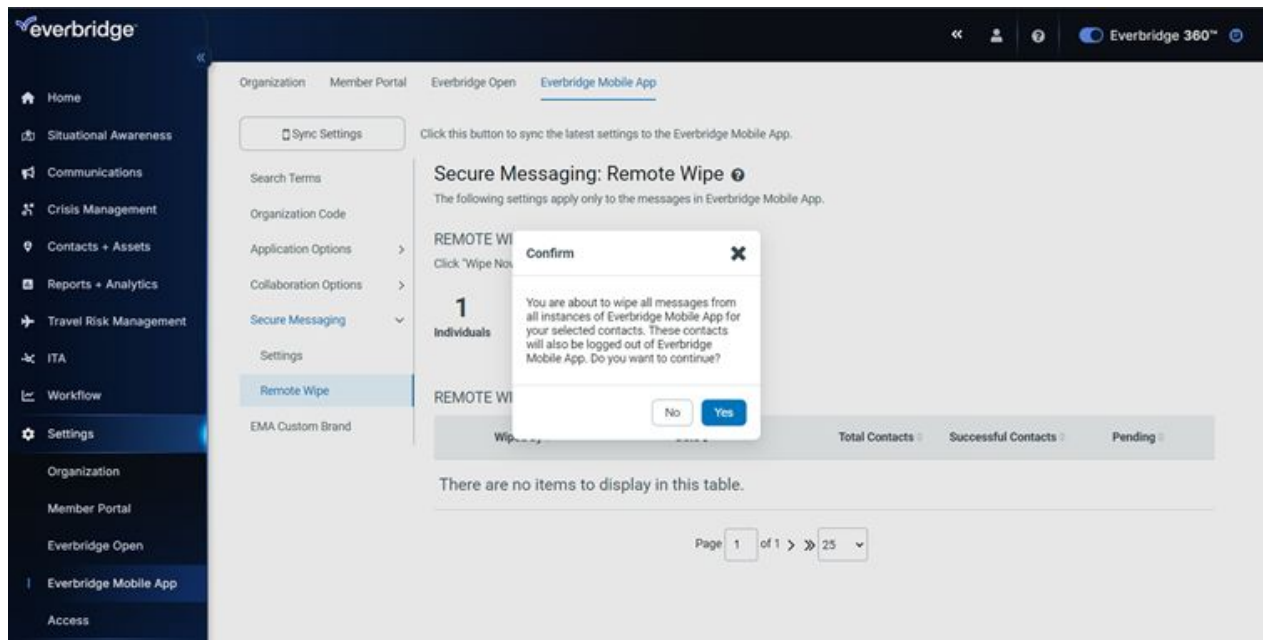 everbridge
Everbridge 360™
Home
Situational Awareness
Communications
Crisis Management
Contacts + Assets
Reports + Analytics
Travel Risk Management
ITA
Workflow
Settings
Organization
Member Portal
Everbridge Open
Everbridge Mobile App
Access
Organization Member Portal Everbridge Open Everbridge Mobile App
Sync Settings Click this button to sync the latest settings to the Everbridge Mobile App.
Search Terms
Organization Code
Application Options
Collaboration Options
Secure Messaging
Settings
Remote Wipe
EMA Custom Brand
Secure Messaging: Remote Wipe
The following settings apply only to the messages in Everbridge Mobile App.
REMOTE WI
Click "Wipe Nov
1
Individuals
Confirm
You are about to wipe all messages from
all instances of Everbridge Mobile App for
your selected contacts. These contacts
will also be logged out of Everbridge
Mobile App. Do you want to continue?
No Yes
REMOTE WI
Total Contacts Successful Contacts Pending
There are no items to display in this table.
Page 1 of 1 25